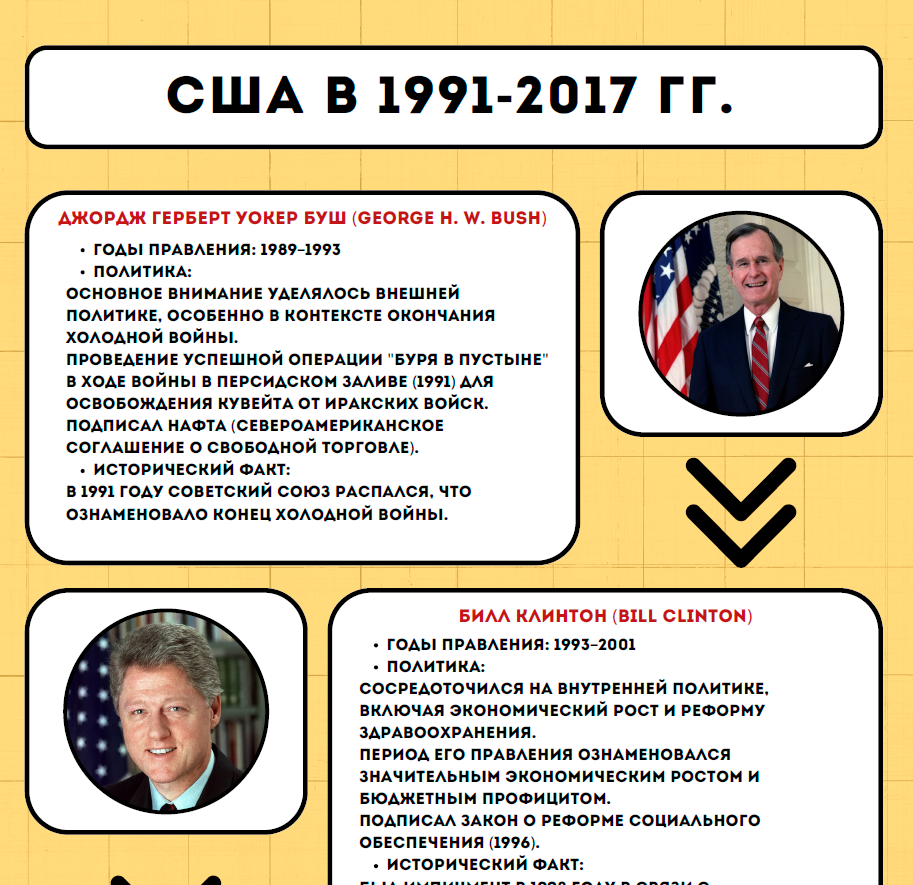 США В 1991-2017 ГГ.
ДЖОРДЖ ГЕРБЕРТ УОКЕР БУШ (GEORGE H. W. BUSH)
• ГОДЫ ПРАВЛЕНИЯ: 1989–1993
• ПОЛИТИКА:
ОСНОВНОЕ ВНИМАНИЕ УДЕЛЯЛОСЬ ВНЕШНЕЙ
ПОЛИТИКЕ, ОСОБЕННО В КОНТЕКСТЕ ОКОНЧАНИЯ
ХОЛОДНОЙ ВОЙНЫ.
ПРОВЕДЕНИЕ УСПЕШНОЙ ОПЕРАЦИИ "БУРЯ В ПУСТЫНЕ"
В ХОДЕ ВОЙНЫ В ПЕРСИДСКОМ ЗАЛИВЕ (1991) ДЛЯ
ОСВОБОЖДЕНИЯ КУВЕЙТА ОТ ИРАКСКИХ ВОЙСК.
ПОДПИСАЛ НАФТА (СЕВЕРОАМЕРИКАНСКОЕ
СОГЛАШЕНИЕ О СВОБОДНОЙ ТОРГОВЛЕ).
• ИСТОРИЧЕСКИЙ ФАКТ:
В 1991 ГОДУ СОВЕТСКИЙ СОЮЗ РАСПАЛСЯ, ЧТО
ОЗНАМЕНОВАЛО КОНЕЦ ХОЛОДНОЙ ВОЙНЫ.
БИЛЛ КЛИНТОН (BILL CLINTON)
• ГОДЫ ПРАВЛЕНИЯ: 1993–2001
• ПОЛИТИКА:
СОСРЕДОТОЧИЛСЯ НА ВНУТРЕННЕЙ ПОЛИТИКЕ,
ВКЛЮЧАЯ ЭКОНОМИЧЕСКИЙ РОСТ И РЕФОРМУ
ЗДРАВООХРАНЕНИЯ.
ПЕРИОД ЕГО ПРАВЛЕНИЯ ОЗНАМЕНОВАЛСЯ
ЗНАЧИТЕЛЬНЫМ ЭКОНОМИЧЕСКИМ РОСТОМ И
БЮДЖЕТНЫМ ПРОФИЦИТОМ.
ПОДПИСАЛ ЗАКОН О РЕФОРМЕ СОЦИАЛЬНОГО
ОБЕСПЕЧЕНИЯ (1996).
• ИСТОРИЧЕСКИЙ ФАКТ: